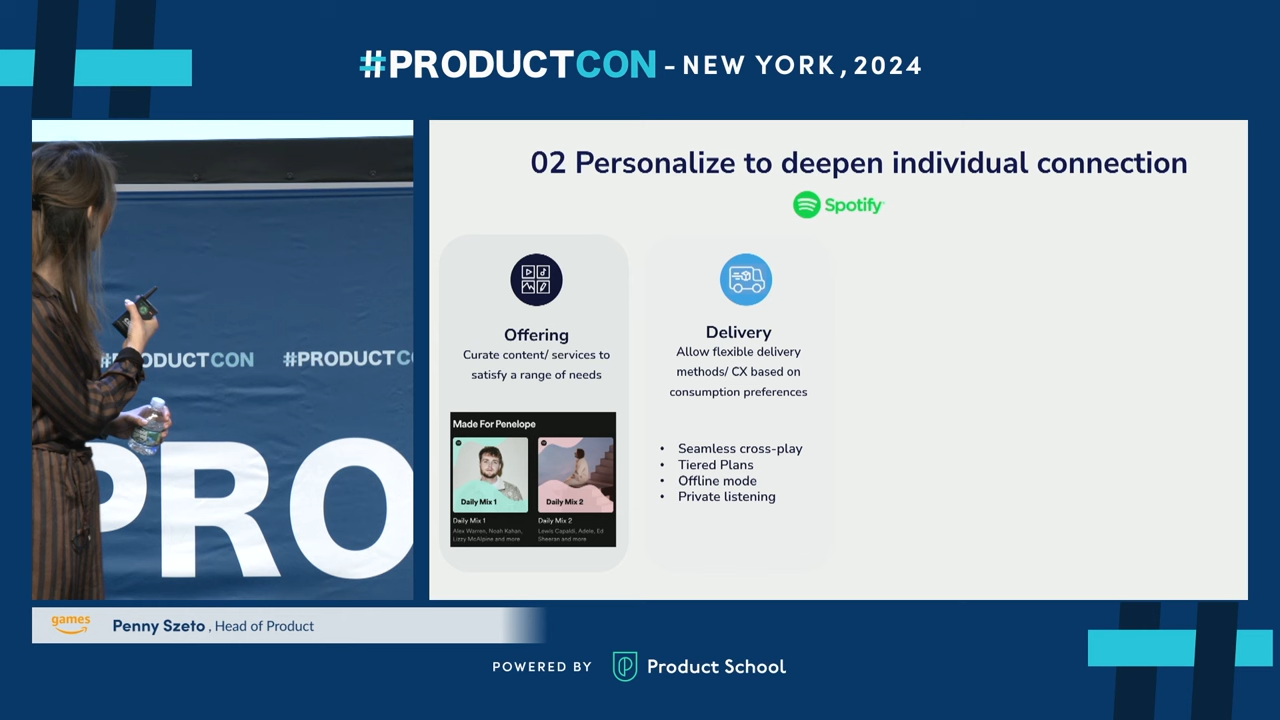 #PRODUCTCON - NEW YORK, 2024
#PRODUCTCON
#PRODUCTC
PRO
02 Personalize to deepen individual connection
Spotify
Offering
Curate content/ services to
satisfy a range of needs
Made For Penelope
Daily Mix 1
Daily Mix 2
Daily Mix 1
Daily Mix 2
Alex Warren, Noah Kahan,
Lizzy McAlpine and more
Lewis Capaldi, Adele, Ed
Sheeran and more
Delivery
Allow flexible delivery
methods/ CX based on
consumption preferences
• Seamless cross-play
• Tiered Plans
• Offline mode
• Private listening
games
Penny Szeto, Head of Product
POWERED BY Product School